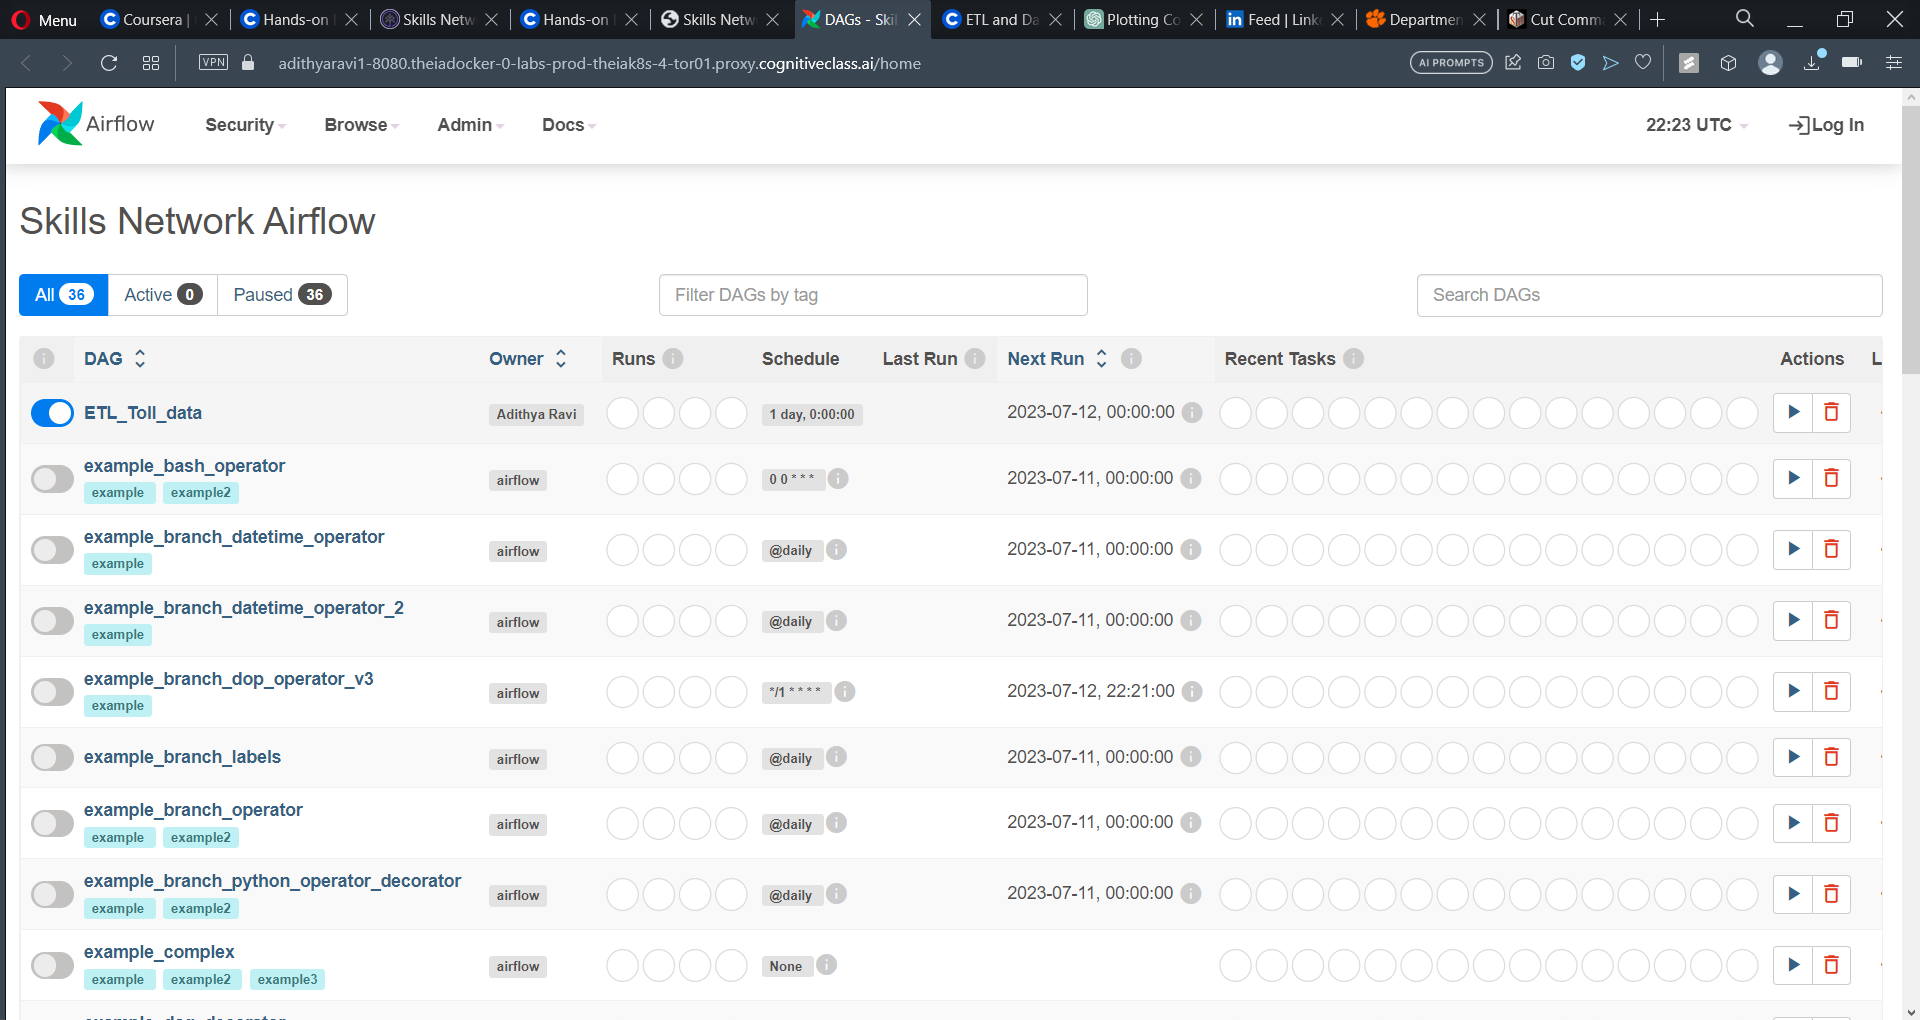 Menu
Coursera |
Hands-on
Skills Netw
Hands-on
Skills Netw
DAGs - Skil
ETL and Da
Plotting Co
Feed | Link
Departmen
Cut Comma
VPN
adithyaravi1-8080.theiadocker-0-labs-prod-theiak8s-4-tor01.proxy.cognitiveclass.ai/home
AI PROMPTS
Airflow
Security
Browse
Admin
Docs
22:23 UTC
Log In
Skills Network Airflow
All 36
Active 0
Paused 36
Filter DAGs by tag
Search DAGs
DAG Owner Runs Schedule Last Run Next Run Recent Tasks Actions L
ETL_Toll_data Adithya Ravi 1 day, 0:00:00 2023-07-12, 00:00:00
example_bash_operator
example example2
airflow 0 0 * * * 2023-07-11, 00:00:00
example_branch_datetime_operator
example
airflow @daily 2023-07-11, 00:00:00
example_branch_datetime_operator_2
example
airflow @daily 2023-07-11, 00:00:00
example_branch_dop_operator_v3
example
airflow */1 * * * * 2023-07-12, 22:21:00
example_branch_labels airflow @daily 2023-07-11, 00:00:00
example_branch_operator
example example2
airflow @daily 2023-07-11, 00:00:00
example_branch_python_operator_decorator
example example2
airflow @daily 2023-07-11, 00:00:00
example_complex
example example2 example3
airflow None